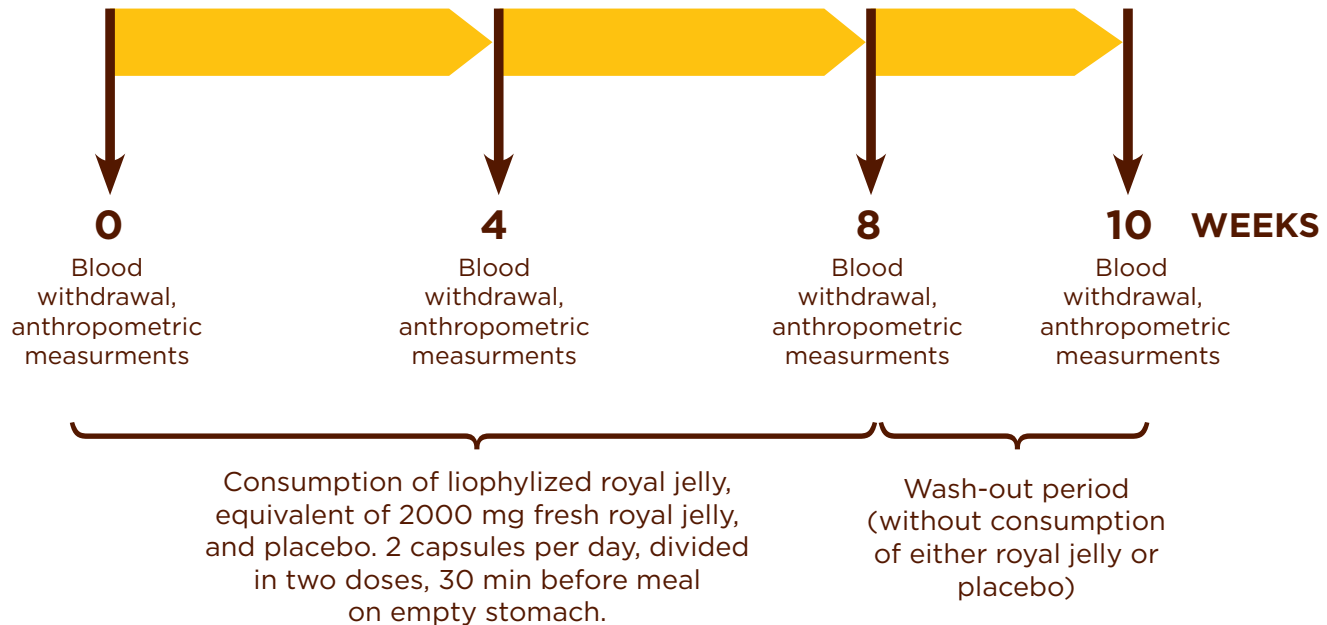 0
4
8
10 WEEKS
Blood
withdrawal,
anthropometric
measurments
Blood
withdrawal,
anthropometric
measurments
Blood
withdrawal,
anthropometric
measurments
Blood
withdrawal,
anthropometric
measurments
Consumption of liophylized royal jelly,
equivalent of 2000 mg fresh royal jelly,
and placebo. 2 capsules per day, divided
in two doses, 30 min before meal
on empty stomach.
Wash-out period
(without consumption
of either royal jelly or
placebo)